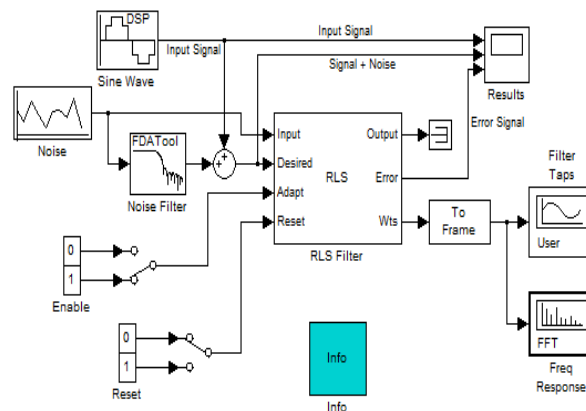 DSP
Input Signal
Input Signal
Sine Wave
Signal + Noise
Results
Noise
FDATool
Noise Filter
Input
Desired
Adapt
Reset
RLS
Output
Error
Wts
RLS Filter
Error Signal
To
Frame
Filter
Taps
User
0
1
Enable
0
1
Reset
Info
Info
FFT
Freq
Response